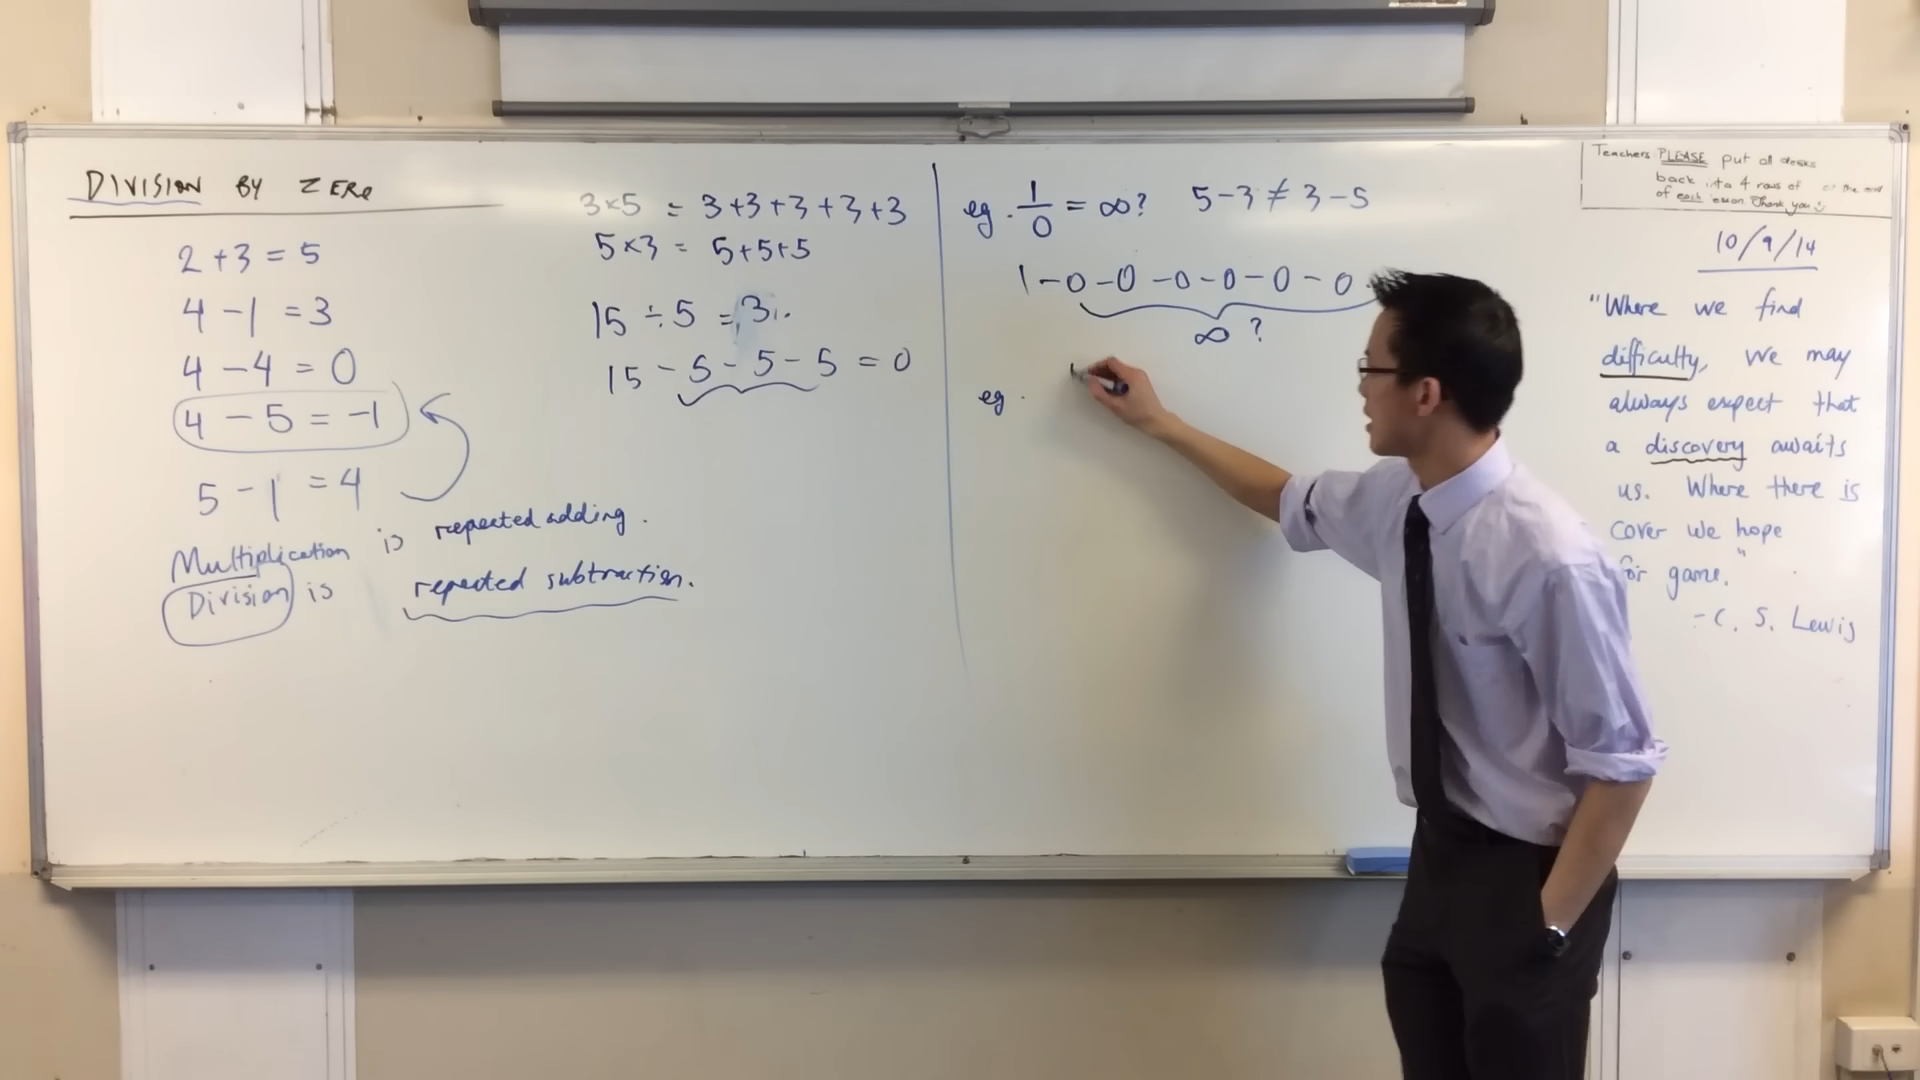 DIVISION BY ZERO
2 + 3 = 5
4 - 1 = 3
4 - 4 = 0
4 - 5 = -1
5 - 1 = 4
Multiplication is repeated adding.
Division is repeated subtraction.
3×5 = 3+3+3+3+3
5×3 = 5+5+5
15 ÷ 5 = 3
15 - 5 - 5 - 5 = 0
eg. 1/0 = ∞? 5-3 ≠ 3-5
1-0-0-0-0-0-0
∞ ?
eg.
Teachers PLEASE put all desks
back into 4 rows of
of each lesson. Thank you
10/9/14
"Where we find
difficulty, we may
always expect that
a discovery awaits
us. Where there is
cover we hope
for game."
- C. S. Lewis